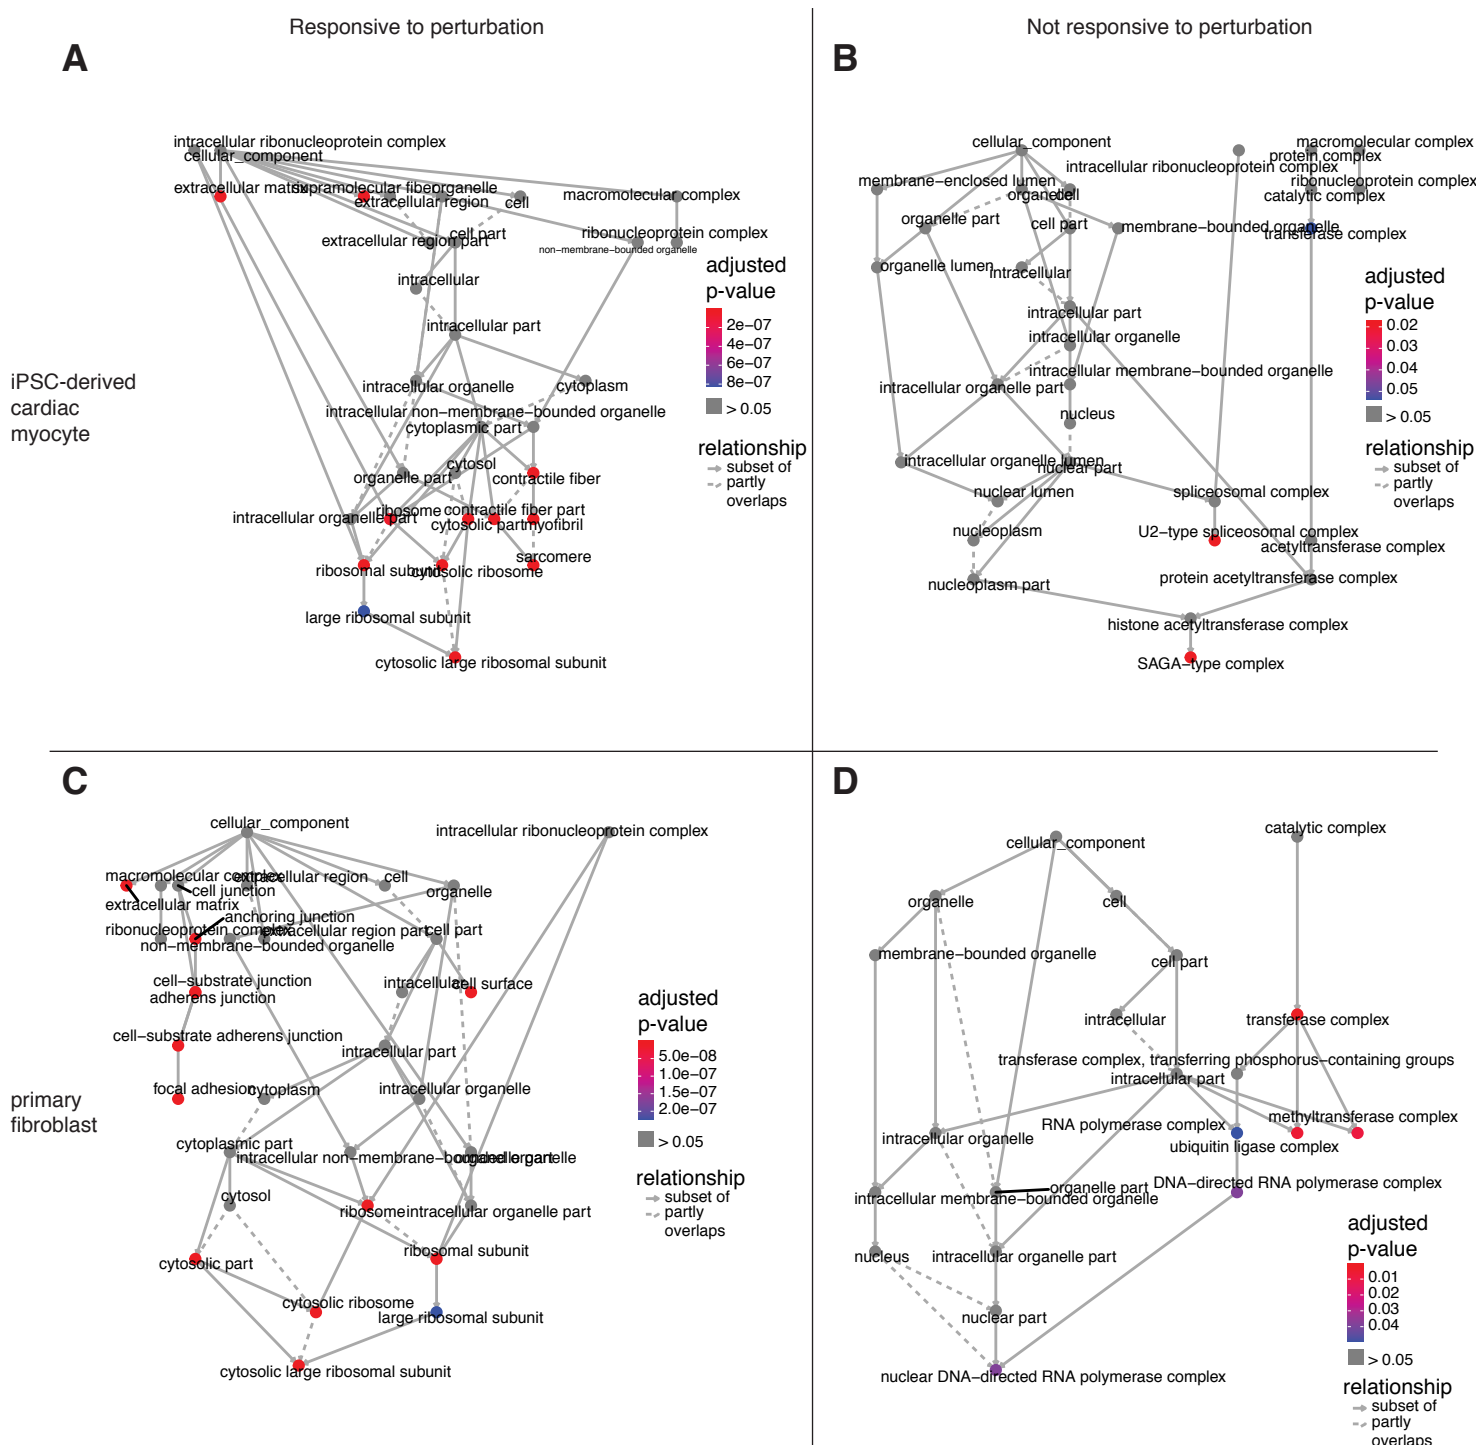 Responsive to perturbation
Not responsive to perturbation
A
intracellular ribonucleoprotein complex
cellular_component
extracellular matrix
supramolecular fiber
organelle
extracellular region
cell
macromolecular complex
extracellular region part
cell part
ribonucleoprotein complex
non−membrane−bounded organelle
intracellular
intracellular part
intracellular organelle
cytoplasm
intracellular non−membrane−bounded organelle
cytoplasmic part
organelle part
cytosol
contractile fiber
intracellular organelle part
ribosome
contractile fiber part
cytosolic part
myofibril
sarcomere
ribosomal subunit
cytosolic ribosome
large ribosomal subunit
cytosolic large ribosomal subunit
adjusted
p−value
2e−07
4e−07
6e−07
8e−07
> 0.05
relationship
subset of
partly
overlaps
iPSC-derived
cardiac
myocyte
B
cellular_component
macromolecular complex
protein complex
intracellular ribonucleoprotein complex
membrane−enclosed lumen
ribonucleoprotein complex
organelle
cell
catalytic complex
organelle part
cell part
membrane−bounded organelle
transferase complex
organelle lumen
intracellular
intracellular part
intracellular organelle
intracellular membrane−bounded organelle
intracellular organelle part
nucleus
intracellular organelle lumen
nuclear part
nuclear lumen
spliceosomal complex
nucleoplasm
U2−type spliceosomal complex
acetyltransferase complex
nucleoplasm part
protein acetyltransferase complex
histone acetyltransferase complex
SAGA−type complex
adjusted
p−value
0.02
0.03
0.04
0.05
> 0.05
relationship
subset of
partly
overlaps
C
cellular_component
intracellular ribonucleoprotein complex
macromolecular complex
extracellular region
cell
cell junction
organelle
extracellular matrix
anchoring junction
ribonucleoprotein complex
extracellular region part
cell part
non−membrane−bounded organelle
cell−substrate junction
intracellular
cell surface
adherens junction
cell−substrate adherens junction
intracellular part
focal adhesion
cytoplasm
intracellular organelle
cytoplasmic part
intracellular non−membrane−bounded organelle
organelle part
cytosol
ribosome
intracellular organelle part
ribosomal subunit
cytosolic part
cytosolic ribosome
large ribosomal subunit
cytosolic large ribosomal subunit
adjusted
p−value
5.0e−08
1.0e−07
1.5e−07
2.0e−07
> 0.05
relationship
subset of
partly
overlaps
primary
fibroblast
D
catalytic complex
cellular_component
organelle
cell
membrane−bounded organelle
cell part
intracellular
transferase complex
transferase complex, transferring phosphorus−containing groups
intracellular part
methyltransferase complex
RNA polymerase complex
intracellular organelle
ubiquitin ligase complex
organelle part
DNA−directed RNA polymerase complex
intracellular membrane−bounded organelle
nucleus
intracellular organelle part
nuclear part
nuclear DNA−directed RNA polymerase complex
adjusted
p−value
0.01
0.02
0.03
0.04
> 0.05
relationship
subset of
partly
overlaps